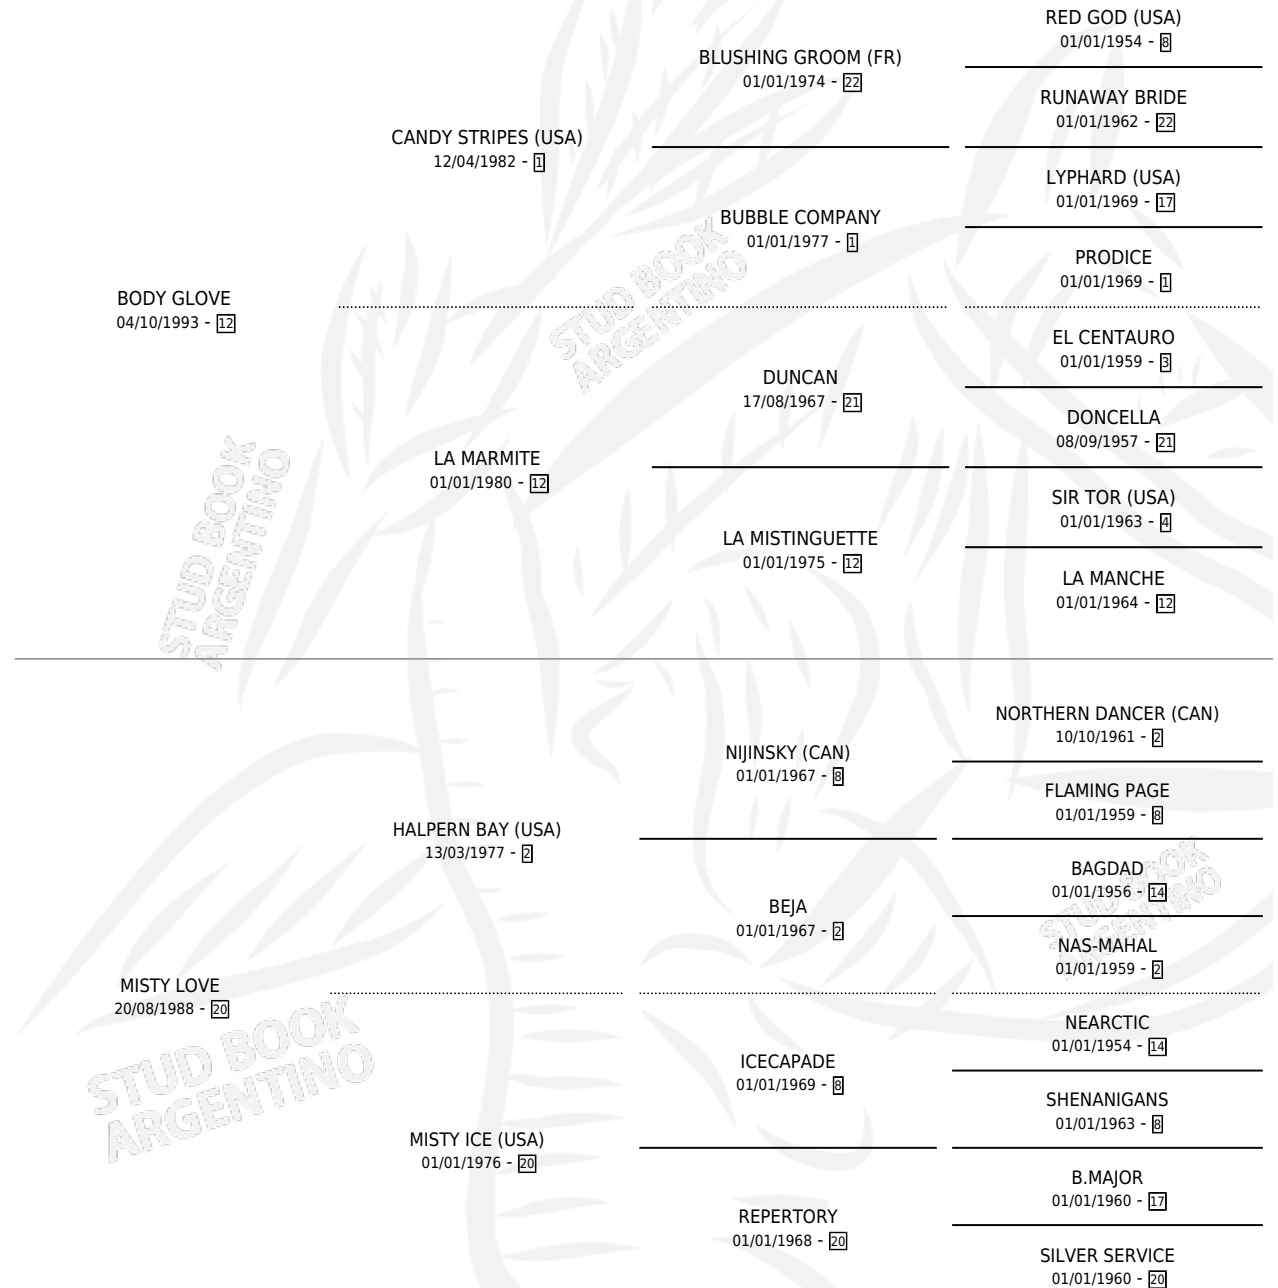 RED GOD (USA)
01/01/1954 - 8
BLUSHING GROOM (FR)
01/01/1974 - 22
RUNAWAY BRIDE
01/01/1962 - 22
CANDY STRIPES (USA)
12/04/1982 - 1
LYPHARD (USA)
01/01/1969 - 17
BUBBLE COMPANY
01/01/1977 - 1
PRODICE
01/01/1969 - 1
BODY GLOVE
04/10/1993 - 12
STUD BOOK
ARGENTINO
EL CENTAURO
01/01/1959 - 3
DUNCAN
17/08/1967 - 21
DONCELLA
08/09/1957 - 21
LA MARMITE
01/01/1980 - 12
SIR TOR (USA)
01/01/1963 - 4
LA MISTINGUETTE
01/01/1975 - 12
LA MANCHE
01/01/1964 - 12
STUD BOOK
ARGENTINO
NORTHERN DANCER (CAN)
10/10/1961 - 2
NIJINSKY (CAN)
01/01/1967 - 8
FLAMING PAGE
01/01/1959 - 8
HALPERN BAY (USA)
13/03/1977 - 2
BAGDAD
01/01/1956 - 14
BEJA
01/01/1967 - 2
NAS-MAHAL
01/01/1959 - 2
STUD BOOK
ARGENTINO
MISTY LOVE
20/08/1988 - 20
NEARCTIC
01/01/1954 - 14
ICECAPADE
01/01/1969 - 8
SHENANIGANS
01/01/1963 - 8
STUD BOOK
ARGENTINO
MISTY ICE (USA)
01/01/1976 - 20
B.MAJOR
01/01/1960 - 17
REPERTORY
01/01/1968 - 20
SILVER SERVICE
01/01/1960 - 20